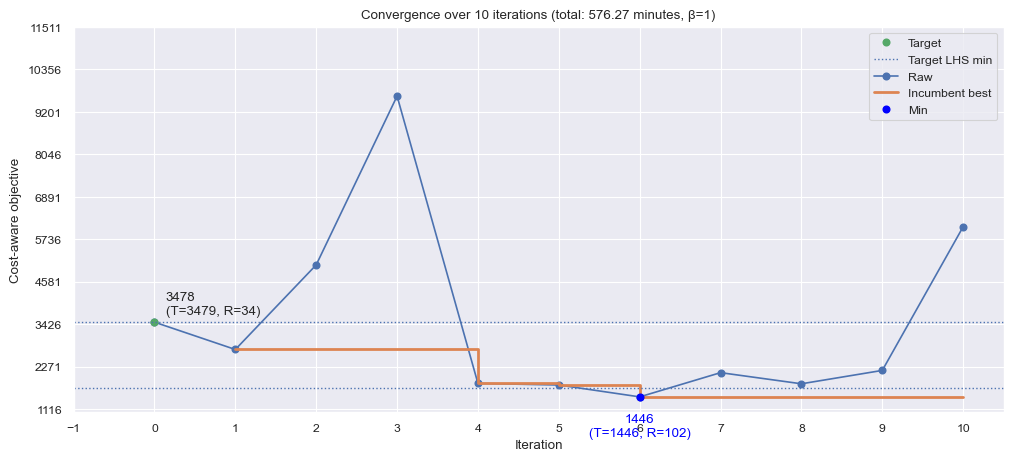 Convergence over 10 iterations (total: 576.27 minutes, β=1)
11511
10356
9201
8046
6891
5736
4581
3426
2271
1116
Cost-aware objective
Target
Target LHS min
Raw
Incumbent best
Min
3478
(T=3479, R=34)
1446
(T=1446, R=102)
−1 0 1 2 3 4 5 6 7 8 9 10
Iteration